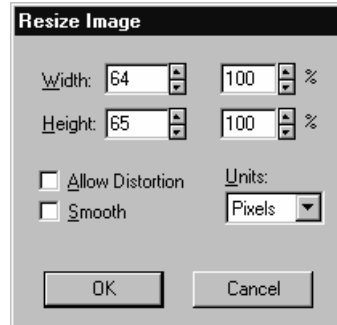 Resize Image
Width: 64 100 %
Height: 65 100 %
Allow Distortion Units:
Smooth Pixels
OK Cancel